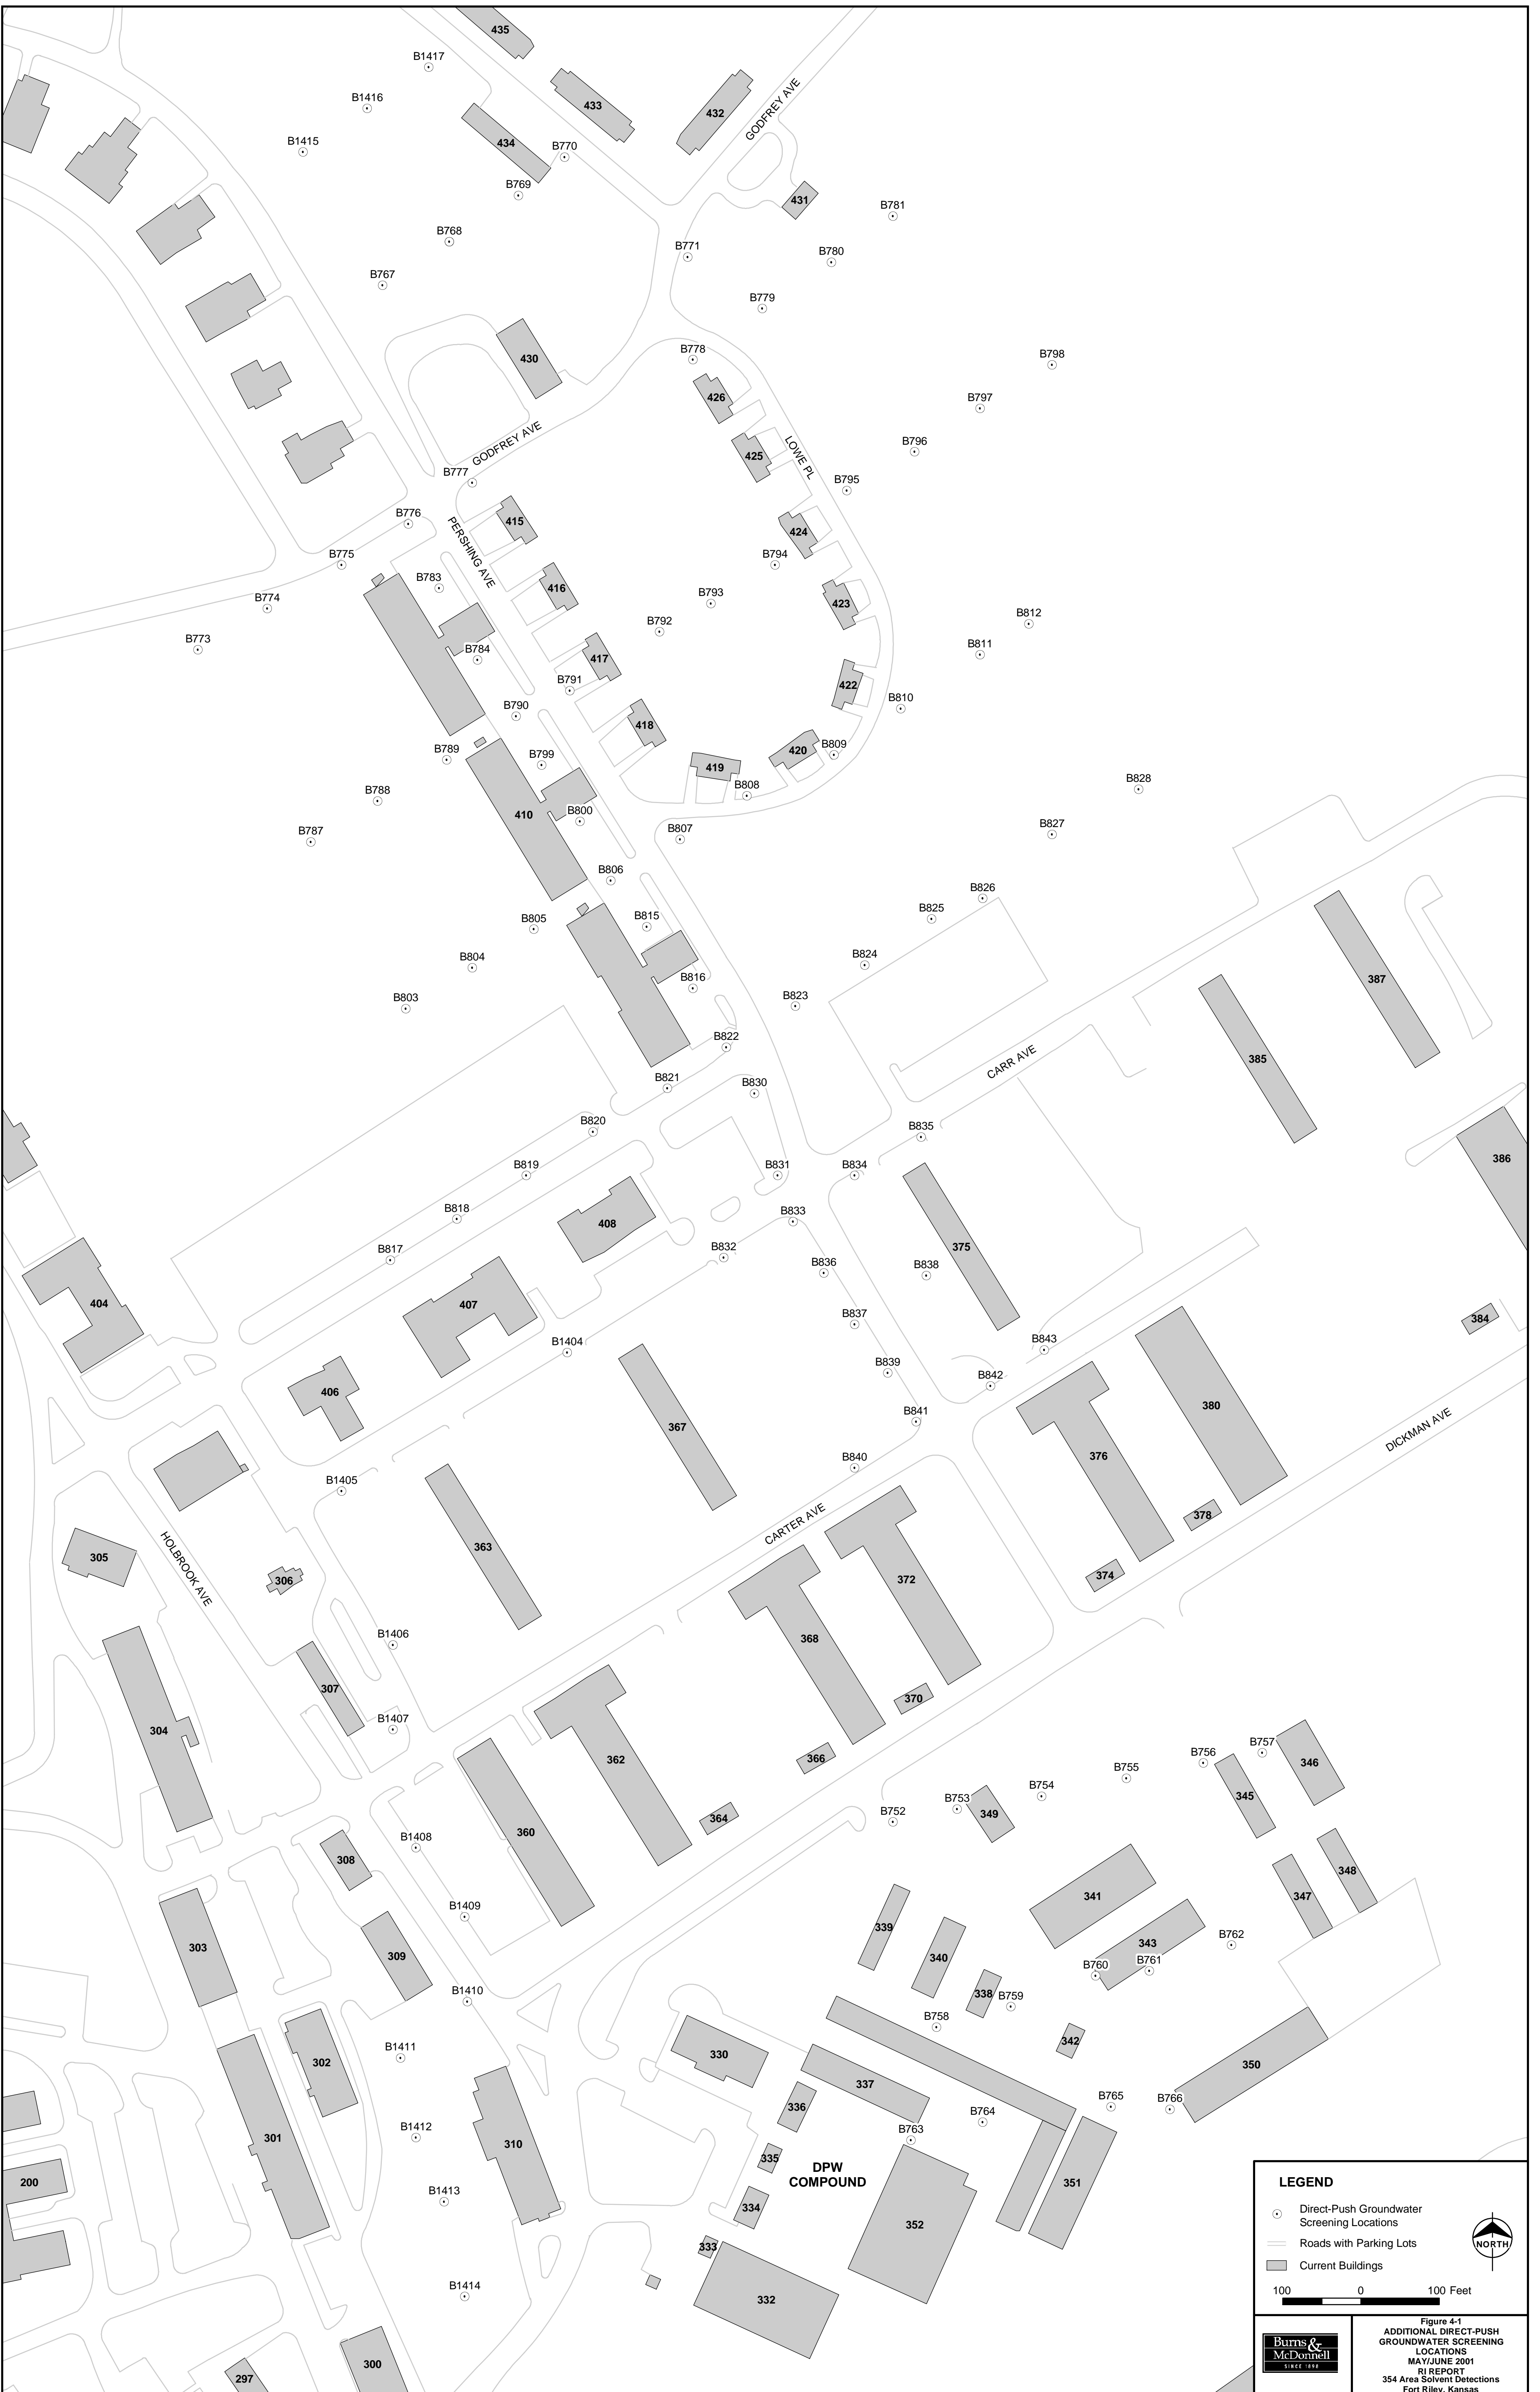 435
B1417
433
432
GODFREY AVE
B1416
434
B770
B1415
B769
431
B781
B768
B771
B780
B767
B779
430
B778
B798
426
B797
GODFREY AVE
425
LOWE PL
B796
B777
B795
B776
415
PERSHING AVE
424
B775
B794
B783
416
B793
423
B774
B792
B812
B773
B784
417
B811
B791
422
B790
418
B810
B789
B799
419
420
B809
B788
B808
B828
410
B800
B787
B807
B827
B806
B826
B805
B815
B825
B804
B824
B816
387
B803
B823
B822
385
CARR AVE
B821
B830
B820
B835
386
B819
B831
B834
B818
408
B833
375
B817
B832
B836
B838
404
407
B837
384
B1404
B843
406
B839
B842
380
367
B841
DICKMAN AVE
376
B840
B1405
378
CARTER AVE
363
305
HOLBROOK AVE
306
374
372
368
B1406
307
370
304
B1407
362
366
B757
346
B756
B755
345
B754
B753
349
B752
364
360
B1408
308
348
341
347
B1409
339
343
B762
303
309
340
B760
B761
B1410
338
B759
B758
342
B1411
302
330
350
337
B765
B766
336
B764
B1412
B763
301
310
335
DPW
COMPOUND
351
200
B1413
334
352
333
B1414
332
300
297
LEGEND
Direct-Push Groundwater
Screening Locations
Roads with Parking Lots
Current Buildings
NORTH
100 0 100 Feet
Burns &
McDonnell
SINCE 1898
Figure 4-1
ADDITIONAL DIRECT-PUSH
GROUNDWATER SCREENING
LOCATIONS
MAY/JUNE 2001
RI REPORT
354 Area Solvent Detections
Fort Riley, Kansas